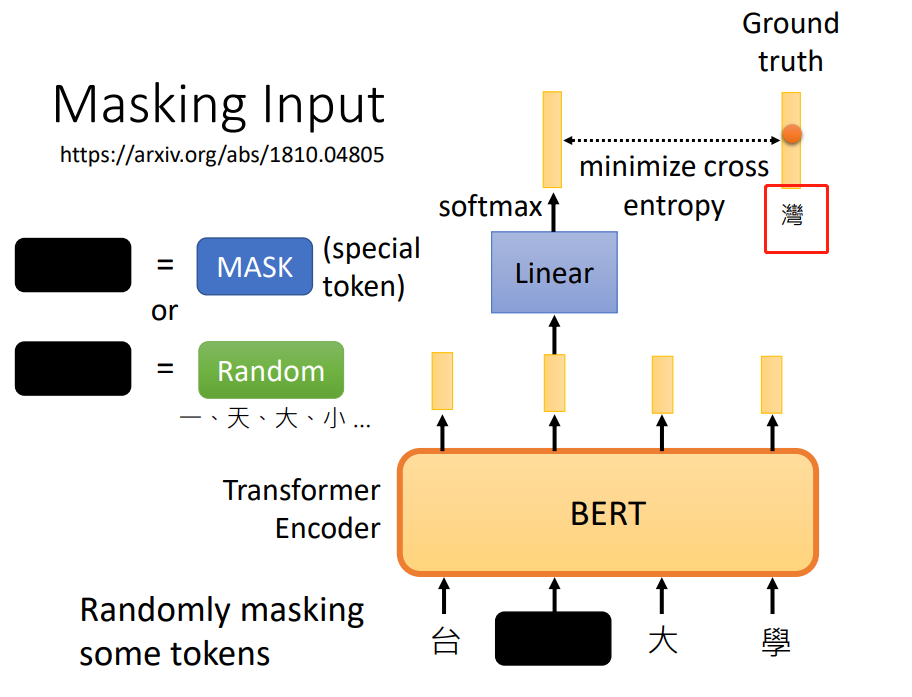 Masking Input
https://arxiv.org/abs/1810.04805
Ground
truth
minimize cross
entropy
softmax
灣
Linear
= MASK (special
token)
or
= Random
一、天、大、小 ...
Transformer
Encoder
BERT
Randomly masking
some tokens
台 大 學